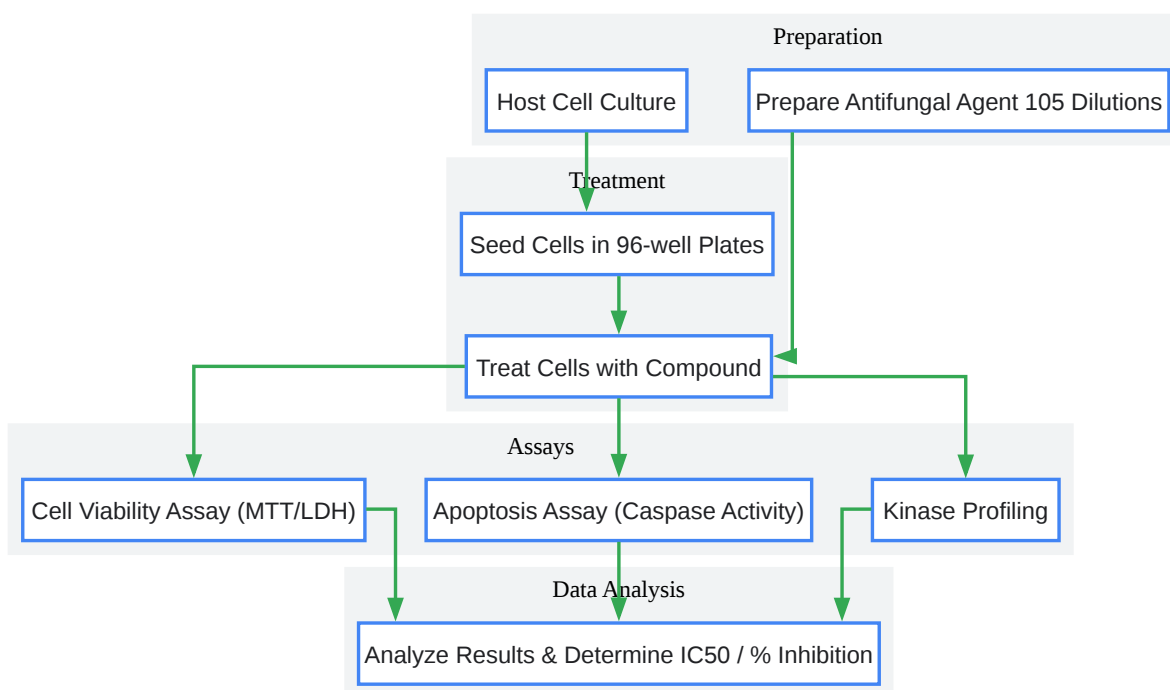 Preparation
Host Cell Culture
Prepare Antifungal Agent 105 Dilutions
Treatment
Seed Cells in 96-well Plates
Treat Cells with Compound
Assays
Cell Viability Assay (MTT/LDH)
Apoptosis Assay (Caspase Activity)
Kinase Profiling
Data Analysis
Analyze Results & Determine IC50 / % Inhibition